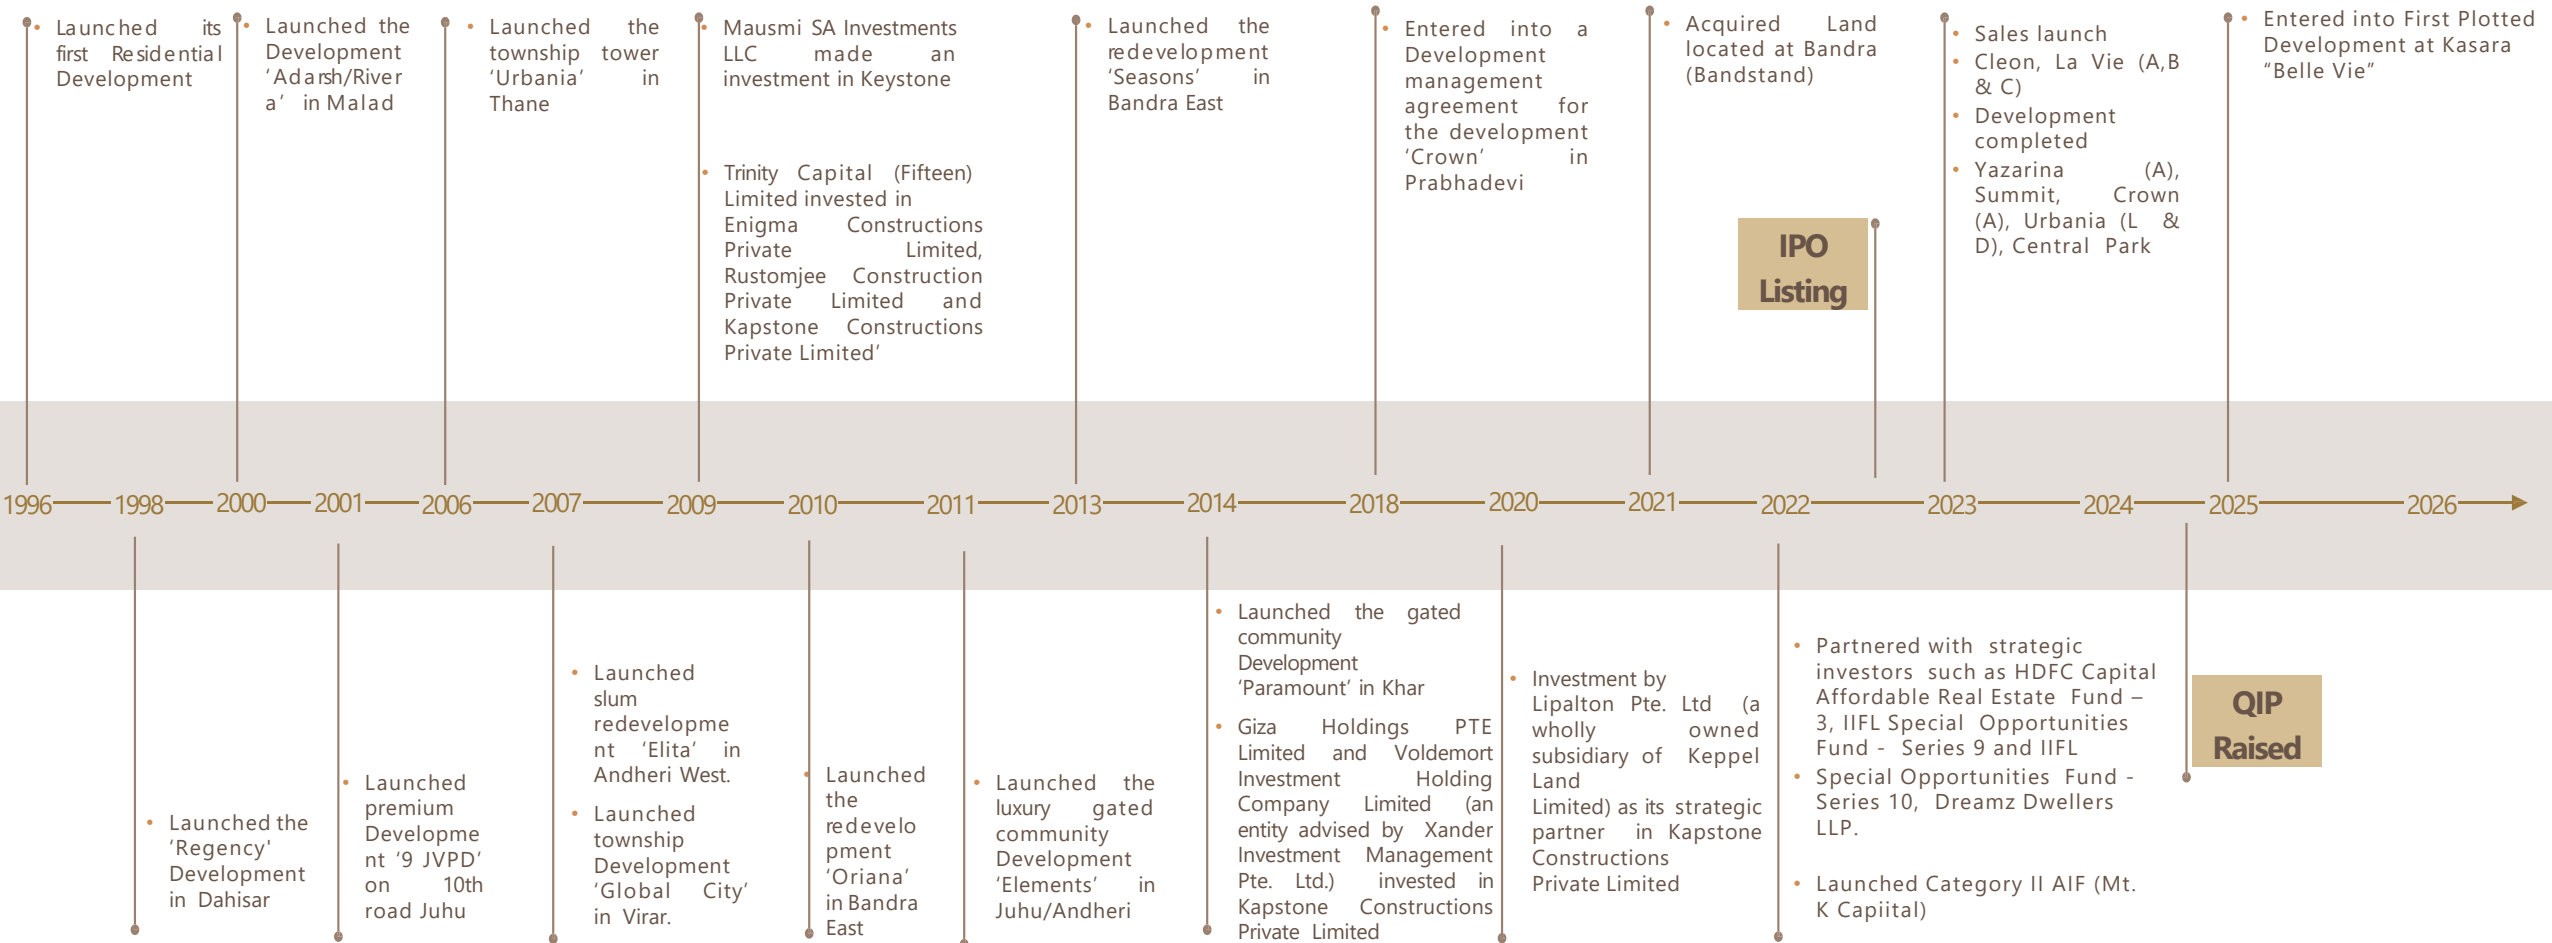 Launched its
first Residential
Development
Launched the
Development
‘Adarsh/River
a’ in Malad
Launched the
township tower
‘Urbania’ in
Thane
Mausmi SA Investments
LLC made an
investment in Keystone
Trinity Capital (Fifteen)
Limited invested in
Enigma Constructions
Private Limited,
Rustomjee Construction
Private Limited and
Kapstone Constructions
Private Limited’
Launched the
redevelopment
‘Seasons’ in
Bandra East
Entered into a
Development
management
agreement for
the development
‘Crown’ in
Prabhadevi
Acquired Land
located at Bandra
(Bandstand)
IPO
Listing
Sales launch
Cleon, La Vie (A,B
& C)
Development
completed
Yazarina (A),
Summit, Crown
(A), Urbania (L &
D), Central Park
Entered into First Plotted
Development at Kasara
“Belle Vie”
1996 1998 2000 2001 2006 2007 2009 2010 2011 2013 2014 2018 2020 2021 2022 2023 2024 2025 2026
Launched the
‘Regency'
Development
in Dahisar
Launched
premium
Developme
nt ‘9 JVPD’
on 10th
road Juhu
Launched
slum
redevelopme
nt ‘Elita’ in
Andheri West.
Launched
township
Development
‘Global City’
in Virar.
Launched
the
redevelo
pment
‘Oriana’
in Bandra
East
Launched the
luxury gated
community
Development
‘Elements’ in
Juhu/Andheri
Launched the gated
community
Development
‘Paramount’ in Khar
Giza Holdings PTE
Limited and Voldemort
Investment Holding
Company Limited (an
entity advised by Xander
Investment Management
Pte. Ltd.) invested in
Kapstone Constructions
Private Limited
Investment by
Lipalton Pte. Ltd (a
wholly owned
subsidiary of Keppel
Land
Limited) as its strategic
partner in Kapstone
Constructions
Private Limited
Partnered with strategic
investors such as HDFC Capital
Affordable Real Estate Fund –
3, IIFL Special Opportunities
Fund - Series 9 and IIFL
Special Opportunities Fund -
Series 10, Dreamz Dwellers
LLP.
Launched Category II AIF (Mt.
K Capiital)
QIP
Raised